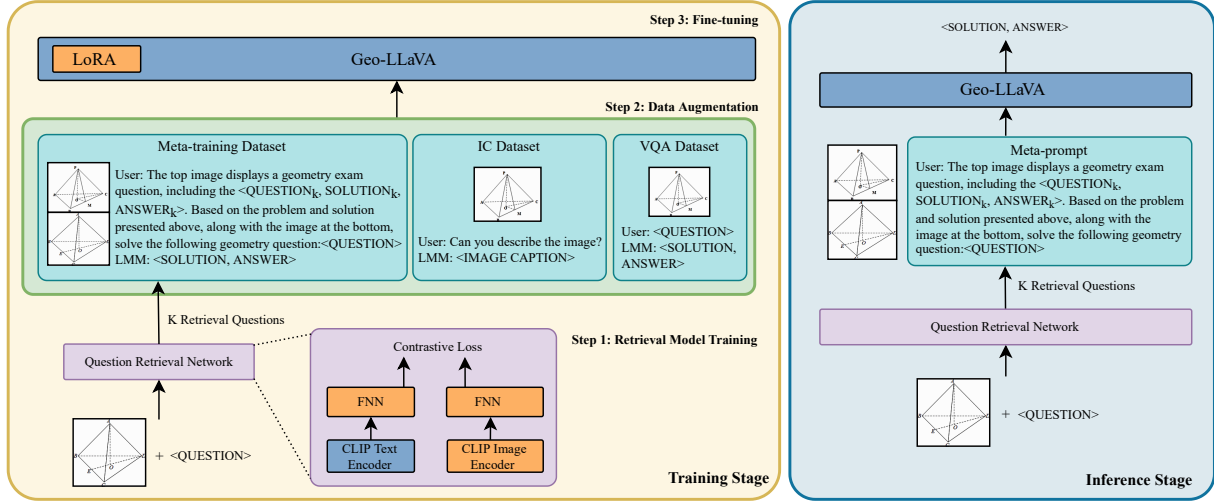 Step 3: Fine-tuning
LoRA
Geo-LLaVA
Step 2: Data Augmentation
Meta-training Dataset
User: The top image displays a geometry exam
question, including the <QUESTIONₖ, SOLUTIONₖ,
ANSWERₖ>. Based on the problem and solution
presented above, along with the image at the bottom,
solve the following geometry question:<QUESTION>
LMM: <SOLUTION, ANSWER>
IC Dataset
User: Can you describe the image?
LMM: <IMAGE CAPTION>
VQA Dataset
User: <QUESTION>
LMM: <SOLUTION,
ANSWER>
K Retrieval Questions
Step 1: Retrieval Model Training
Question Retrieval Network
Contrastive Loss
FNN
FNN
CLIP Text
Encoder
CLIP Image
Encoder
+ <QUESTION>
Training Stage
<SOLUTION, ANSWER>
Geo-LLaVA
Meta-prompt
User: The top image displays a geometry exam
question, including the <QUESTIONₖ,
SOLUTIONₖ, ANSWERₖ>. Based on the problem
and solution presented above, along with the
image at the bottom, solve the following geometry
question:<QUESTION>
K Retrieval Questions
Question Retrieval Network
+ <QUESTION>
Inference Stage